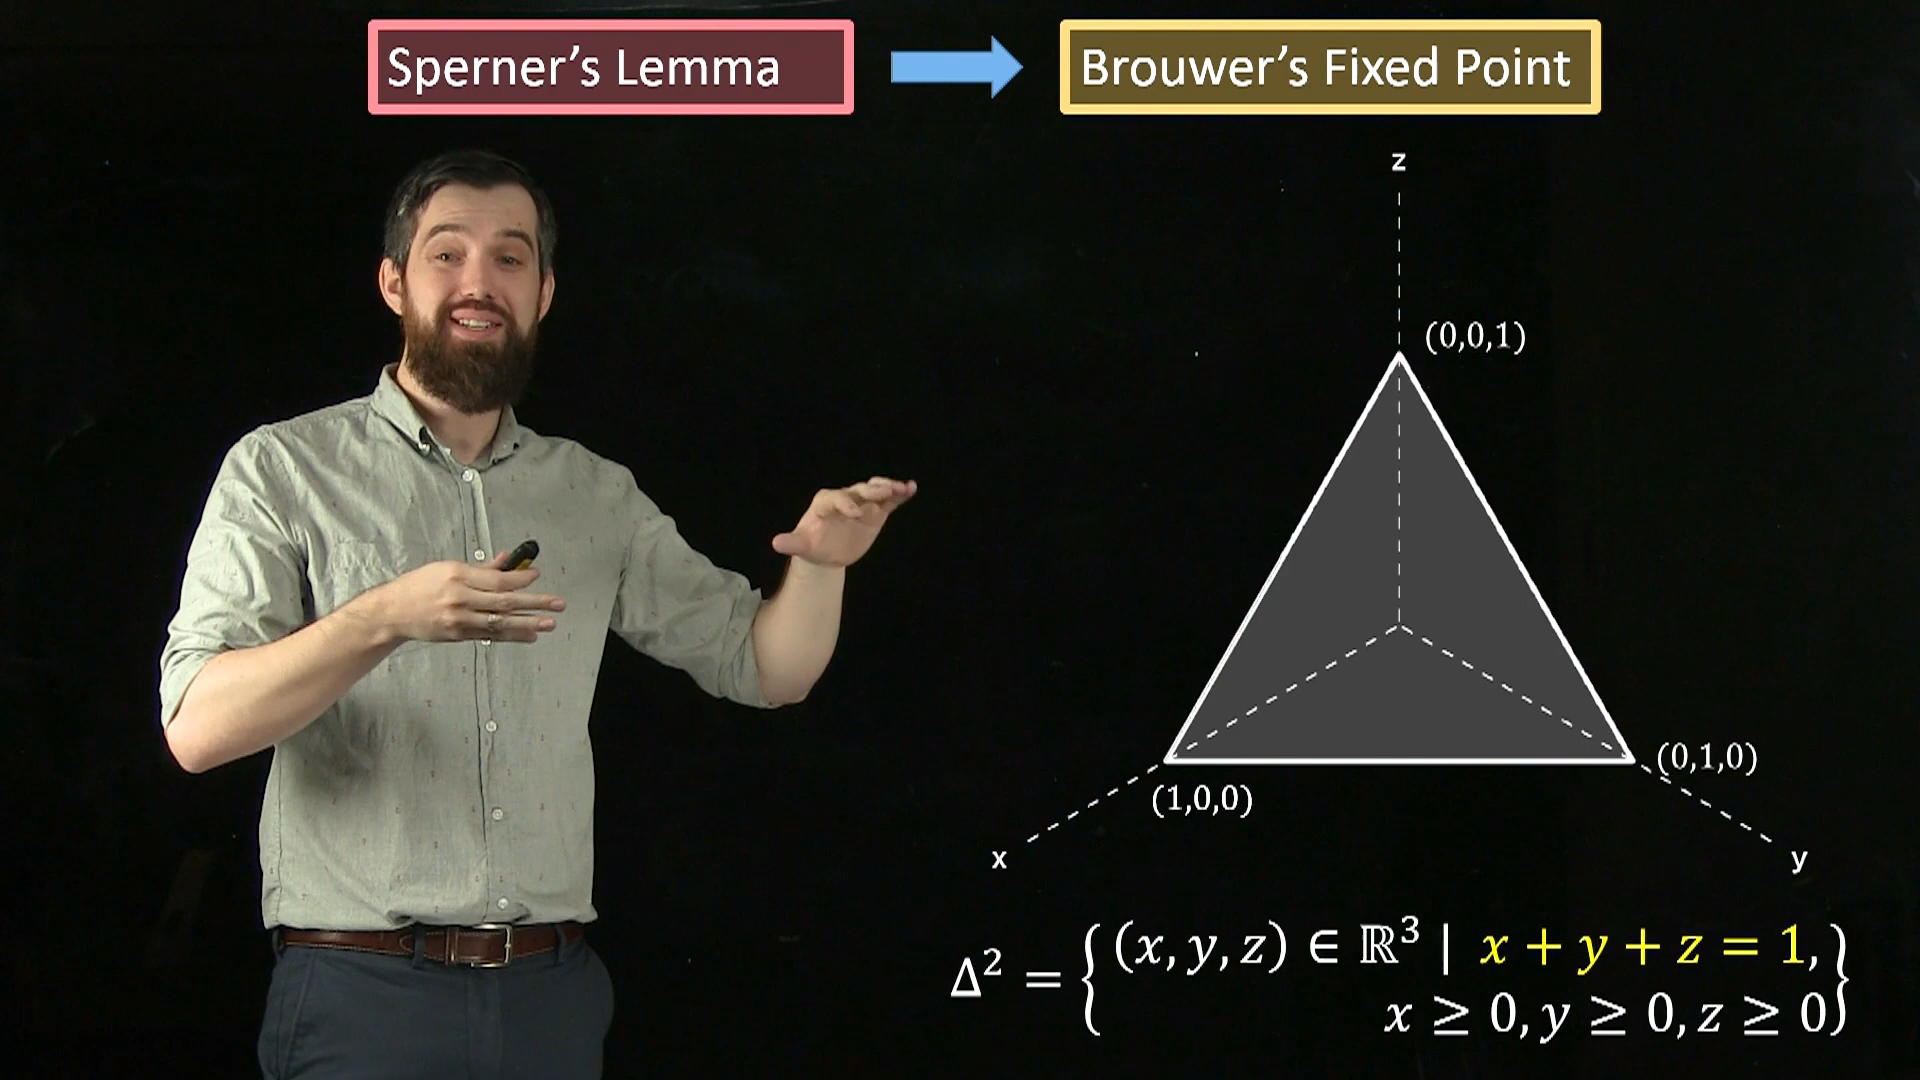 Sperner’s Lemma
Brouwer’s Fixed Point
z
(0,0,1)
(0,1,0)
(1,0,0)
x
y
Δ² = {(x, y, z) ∈ ℝ³ | x + y + z = 1,
x ≥ 0, y ≥ 0, z ≥ 0}